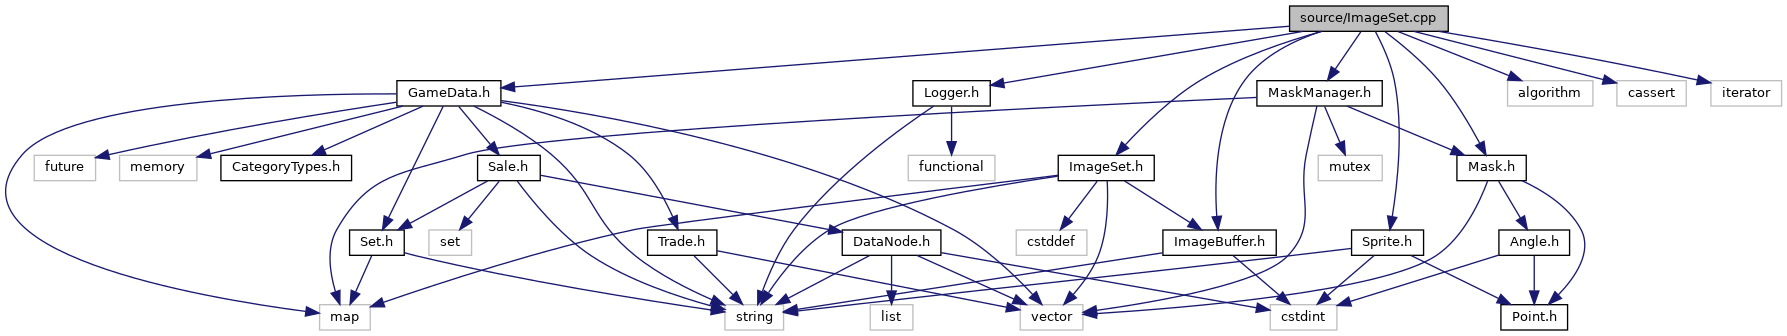 source/ImageSet.cpp
GameData.h
Logger.h
MaskManager.h
algorithm
cassert
iterator
future
memory
CategoryTypes.h
Sale.h
functional
ImageSet.h
mutex
Mask.h
Set.h
set
Trade.h
DataNode.h
cstddef
ImageBuffer.h
Sprite.h
Angle.h
map
string
list
vector
cstdint
Point.h